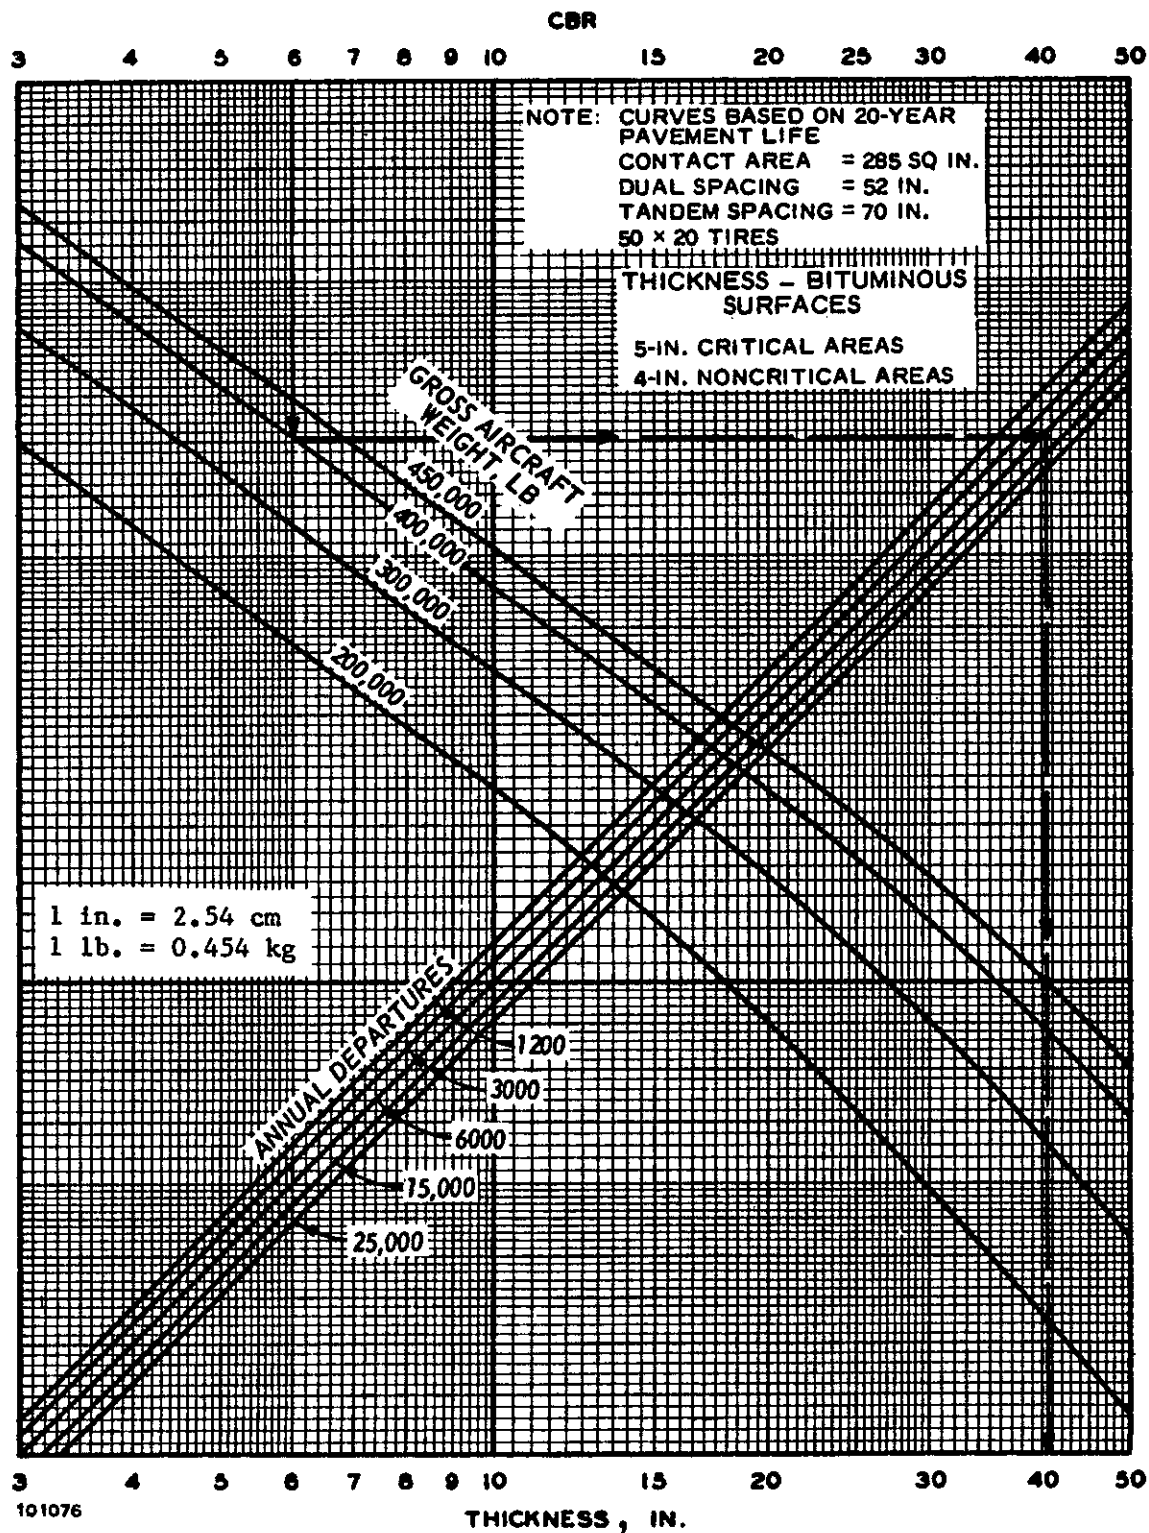 CBR
3 4 5 6 7 8 9 10 15 20 25 30 40 50
NOTE: CURVES BASED ON 20-YEAR
PAVEMENT LIFE
CONTACT AREA = 285 SQ IN.
DUAL SPACING = 52 IN.
TANDEM SPACING = 70 IN.
50 × 20 TIRES
THICKNESS – BITUMINOUS
SURFACES
5-IN. CRITICAL AREAS
4-IN. NONCRITICAL AREAS
GROSS AIRCRAFT
WEIGHT, LB
450,000
400,000
300,000
200,000
1 in. = 2.54 cm
1 lb. = 0.454 kg
ANNUAL DEPARTURES
1200
3000
6000
15,000
25,000
3 4 5 6 7 8 9 10 15 20 30 40 50
101076
THICKNESS, IN.